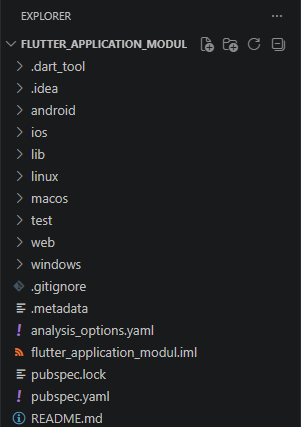 EXPLORER
FLUTTER_APPLICATION_MODUL
.dart_tool
.idea
android
ios
lib
linux
macos
test
web
windows
.gitignore
.metadata
analysis_options.yaml
flutter_application_modul.iml
pubspec.lock
pubspec.yaml
README.md